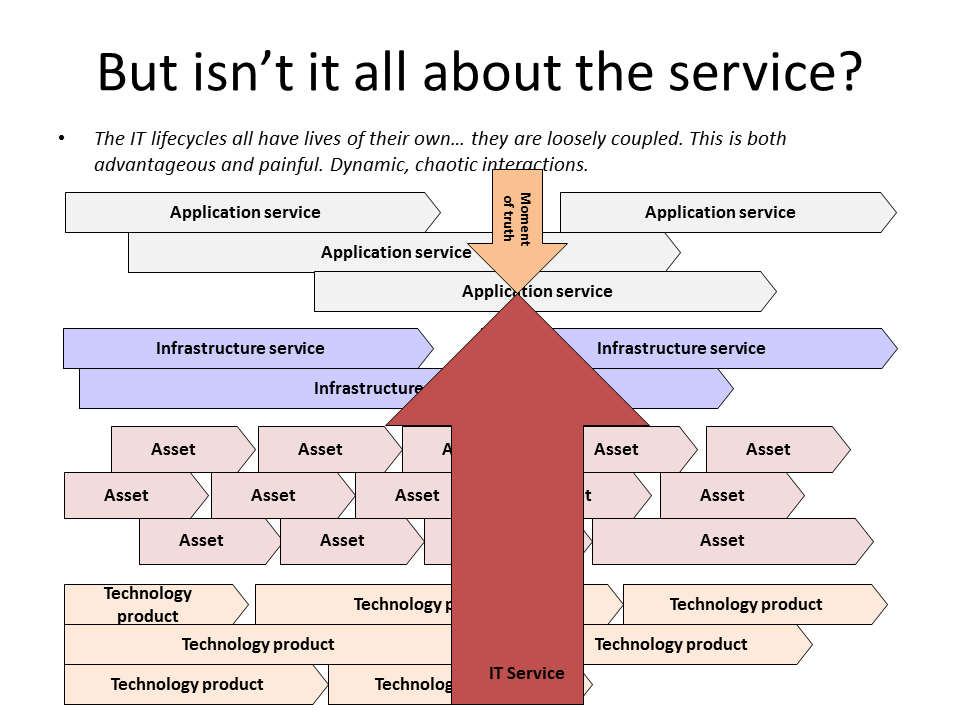 But isn’t it all about the service?
• The IT lifecycles all have lives of their own… they are loosely coupled. This is both
advantageous and painful. Dynamic, chaotic interactions.
Moment
of truth
Application service
Application service
Application service
Application service
Infrastructure service
Infrastructure service
Infrastructure
Asset
Asset
Asset
Asset
Asset
Asset
Asset
Asset
Asset
Asset
Asset
Technology
product
Technology product
Technology product
Technology product
Technology product
IT Service